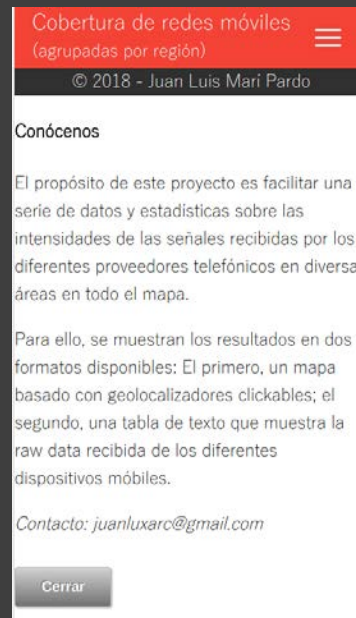 Cobertura de redes móviles
(agrupadas por región)
© 2018 - Juan Luis Marí Pardo
Conócenos
El propósito de este proyecto es facilitar una
serie de datos y estadísticas sobre las
intensidades de las señales recibidas por los
diferentes proveedores telefónicos en diversa
áreas en todo el mapa.
Para ello, se muestran los resultados en dos
formatos disponibles: El primero, un mapa
basado con geolocalizadores clickables; el
segundo, una tabla de texto que muestra la
raw data recibida de los diferentes
dispositivos móbiles.
Contacto: juanluxarc@gmail.com
Cerrar